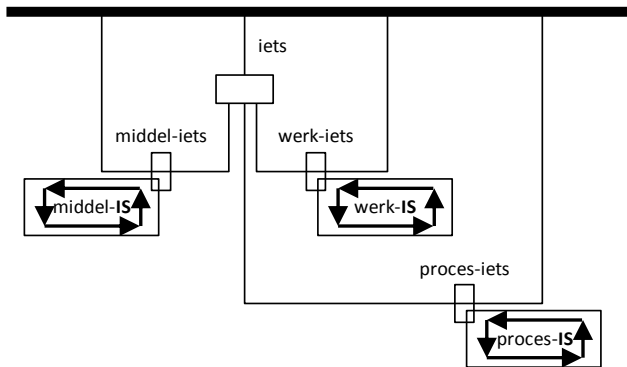 iets
middel-iets
werk-iets
middel-IS
werk-IS
proces-iets
proces-IS